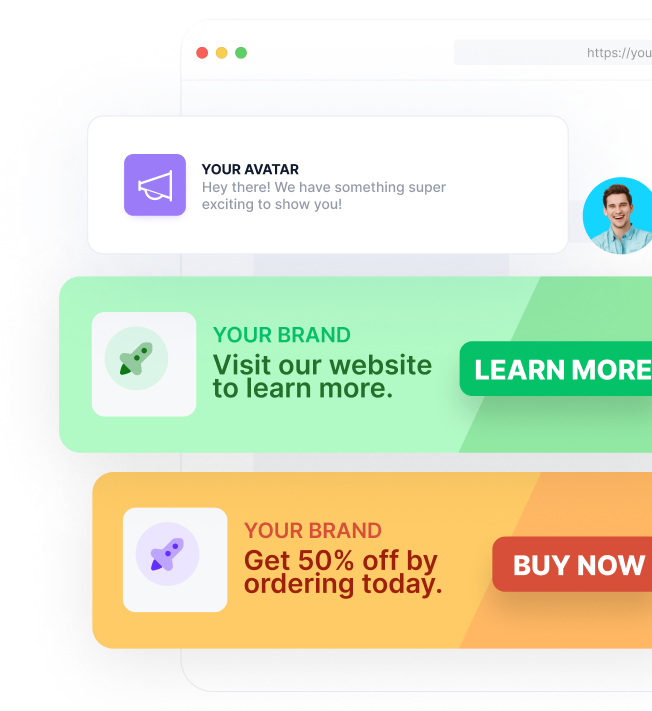 https://you
YOUR AVATAR
Hey there! We have something super
exciting to show you!
YOUR BRAND
Visit our website
to learn more.
LEARN MORE
YOUR BRAND
Get 50% off by
ordering today.
BUY NOW